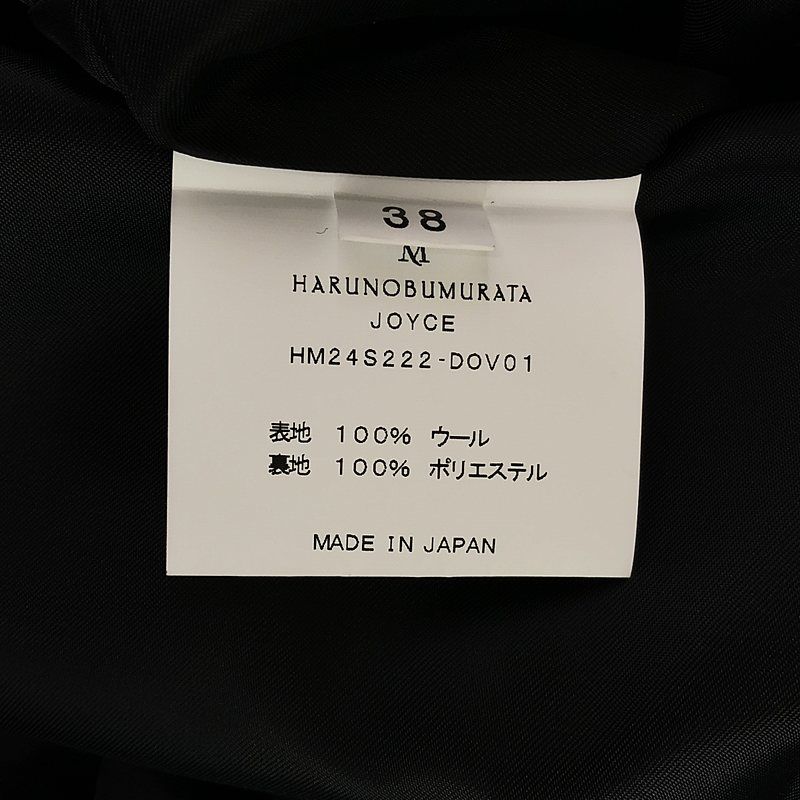 38
M
HARUNOBUMURATA
JOYCE
HM24S222-DOV01
表地 100% ウール
裏地 100% ポリエステル
MADE IN JAPAN